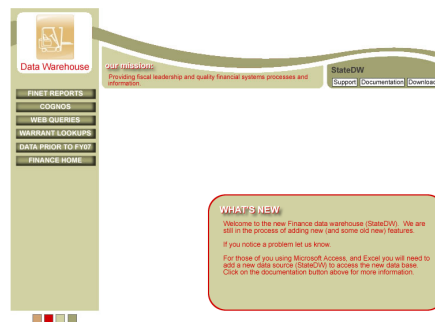 Data Warehouse
our mission:
Providing fiscal leadership and quality financial systems processes and
information.
StateDW
Support Documentation Download
FINET REPORTS
COGNOS
WEB QUERIES
WARRANT LOOKUPS
DATA PRIOR TO FY07
FINANCE HOME
WHAT'S NEW
Welcome to the new Finance data warehouse (StateDW). We are
still in the process of adding new (and some old new) features.
If you notice a problem let us know.
For those of you using Microsoft Access, and Excel you will need to
add a new data source (StateDW) to access the new data base.
Click on the documentation button above for more information.